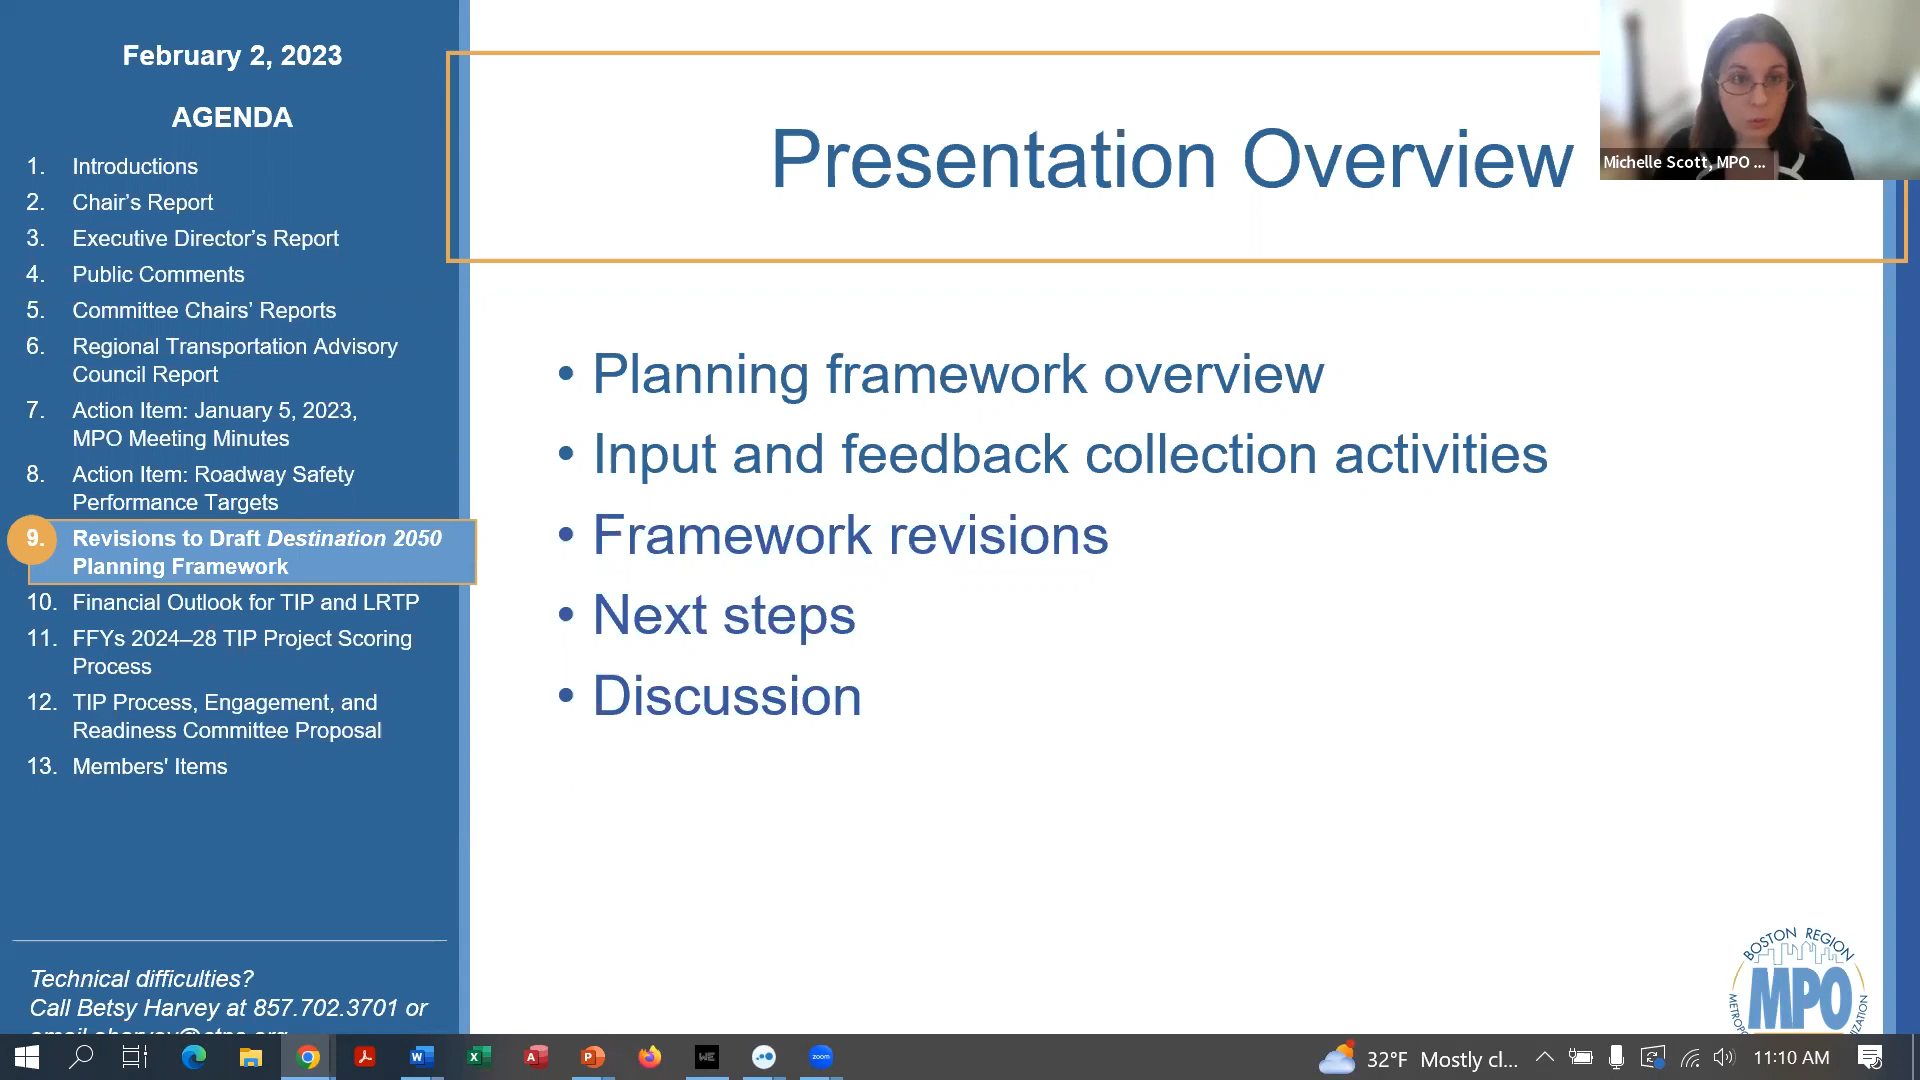 February 2, 2023
AGENDA
1. Introductions
2. Chair’s Report
3. Executive Director’s Report
4. Public Comments
5. Committee Chairs’ Reports
6. Regional Transportation Advisory
Council Report
7. Action Item: January 5, 2023,
MPO Meeting Minutes
8. Action Item: Roadway Safety
Performance Targets
9. Revisions to Draft Destination 2050
Planning Framework
10. Financial Outlook for TIP and LRTP
11. FFYs 2024–28 TIP Project Scoring
Process
12. TIP Process, Engagement, and
Readiness Committee Proposal
13. Members' Items
Technical difficulties?
Call Betsy Harvey at 857.702.3701 or
Presentation Overview
• Planning framework overview
• Input and feedback collection activities
• Framework revisions
• Next steps
• Discussion
Michelle Scott, MPO ...
BOSTON REGION
MPO
32°F Mostly cl...
11:10 AM
WE
zoom